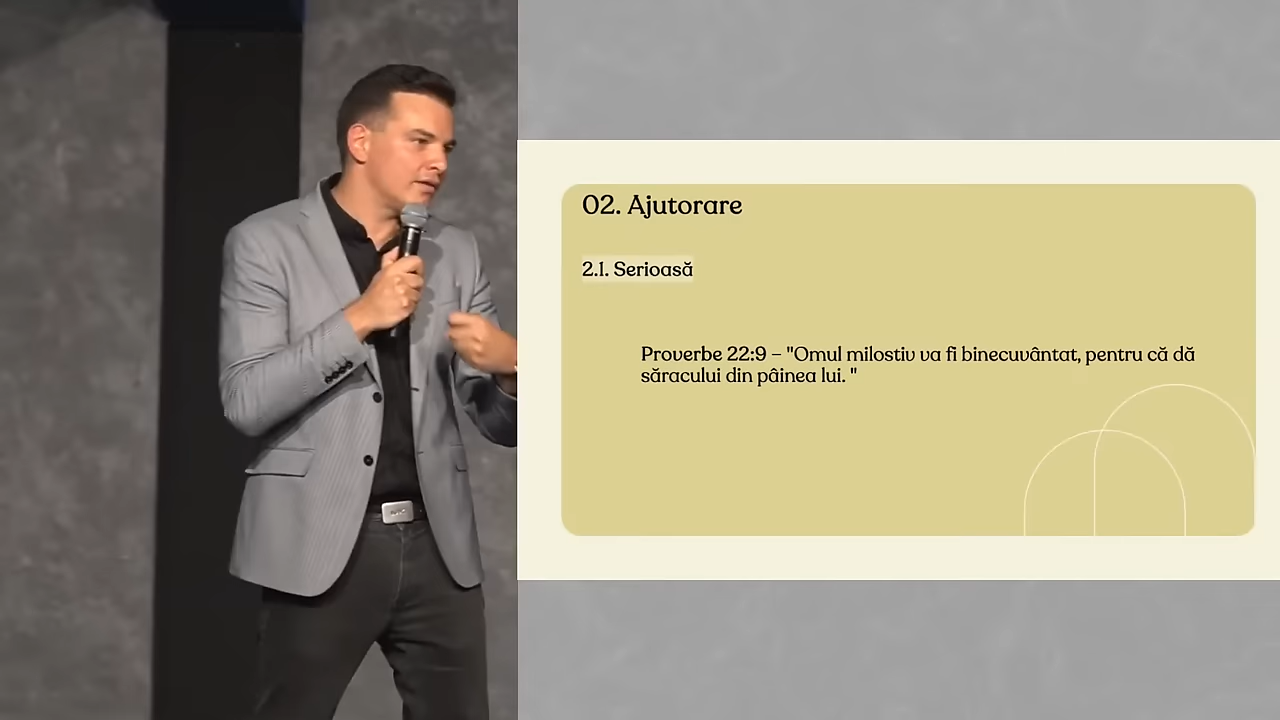 02. Ajutorare
2.1. Serioasă
Proverbe 22:9 – "Omul milostiv va fi binecuvântat, pentru că dă
săracului din pâinea lui. "